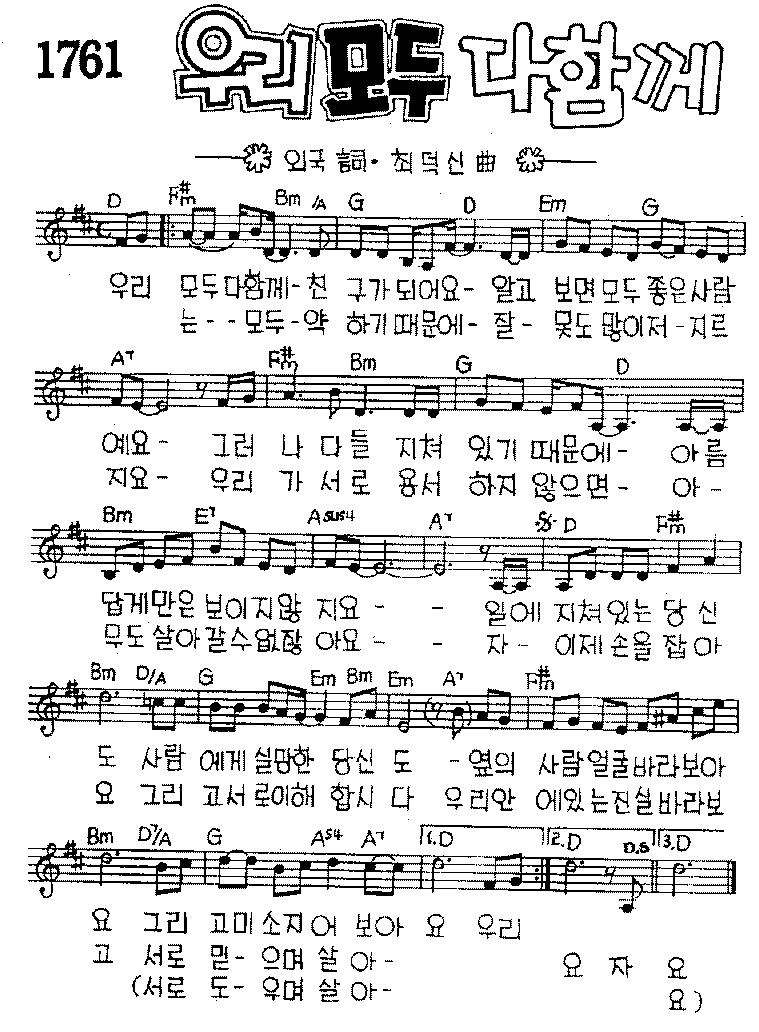 1761 우리 모두 다함께
외국 詞 · 최덕신 曲
D F#m Bm /A G D Em G
우리 모두다함께-친 구가되어요- 알고 보면모두좋은사람
는--모두-약 하기때문에-잘- 못도많이저-지르
A7 F#m Bm G D
예요- 그러 나 다들 지쳐 있기 때문에- 아름
지요- 우리 가 서로 용서 하지 않으면- 아-
Bm E7 Asus4 A7 D F#m
답게만은 보이지않 지요- - 일에 지쳐있는 당신
무도살아갈수없잖 아요- - 자- 이제손을잡아
Bm D/A G Em Bm Em A7 F#m
도 사람 에게실망한 당신 도 -옆의 사람얼굴바라보아
요 그리 고서로이해 합시 다 우리안 에있는진실바라보
Bm D7/A G As4 A7 1.D 2.D D.S 3.D
요 그리 고미소지어 보아 요 우리
고 서로 믿-으며 살 아- 요 자 요
(서로 도-우며 살 아- 요)